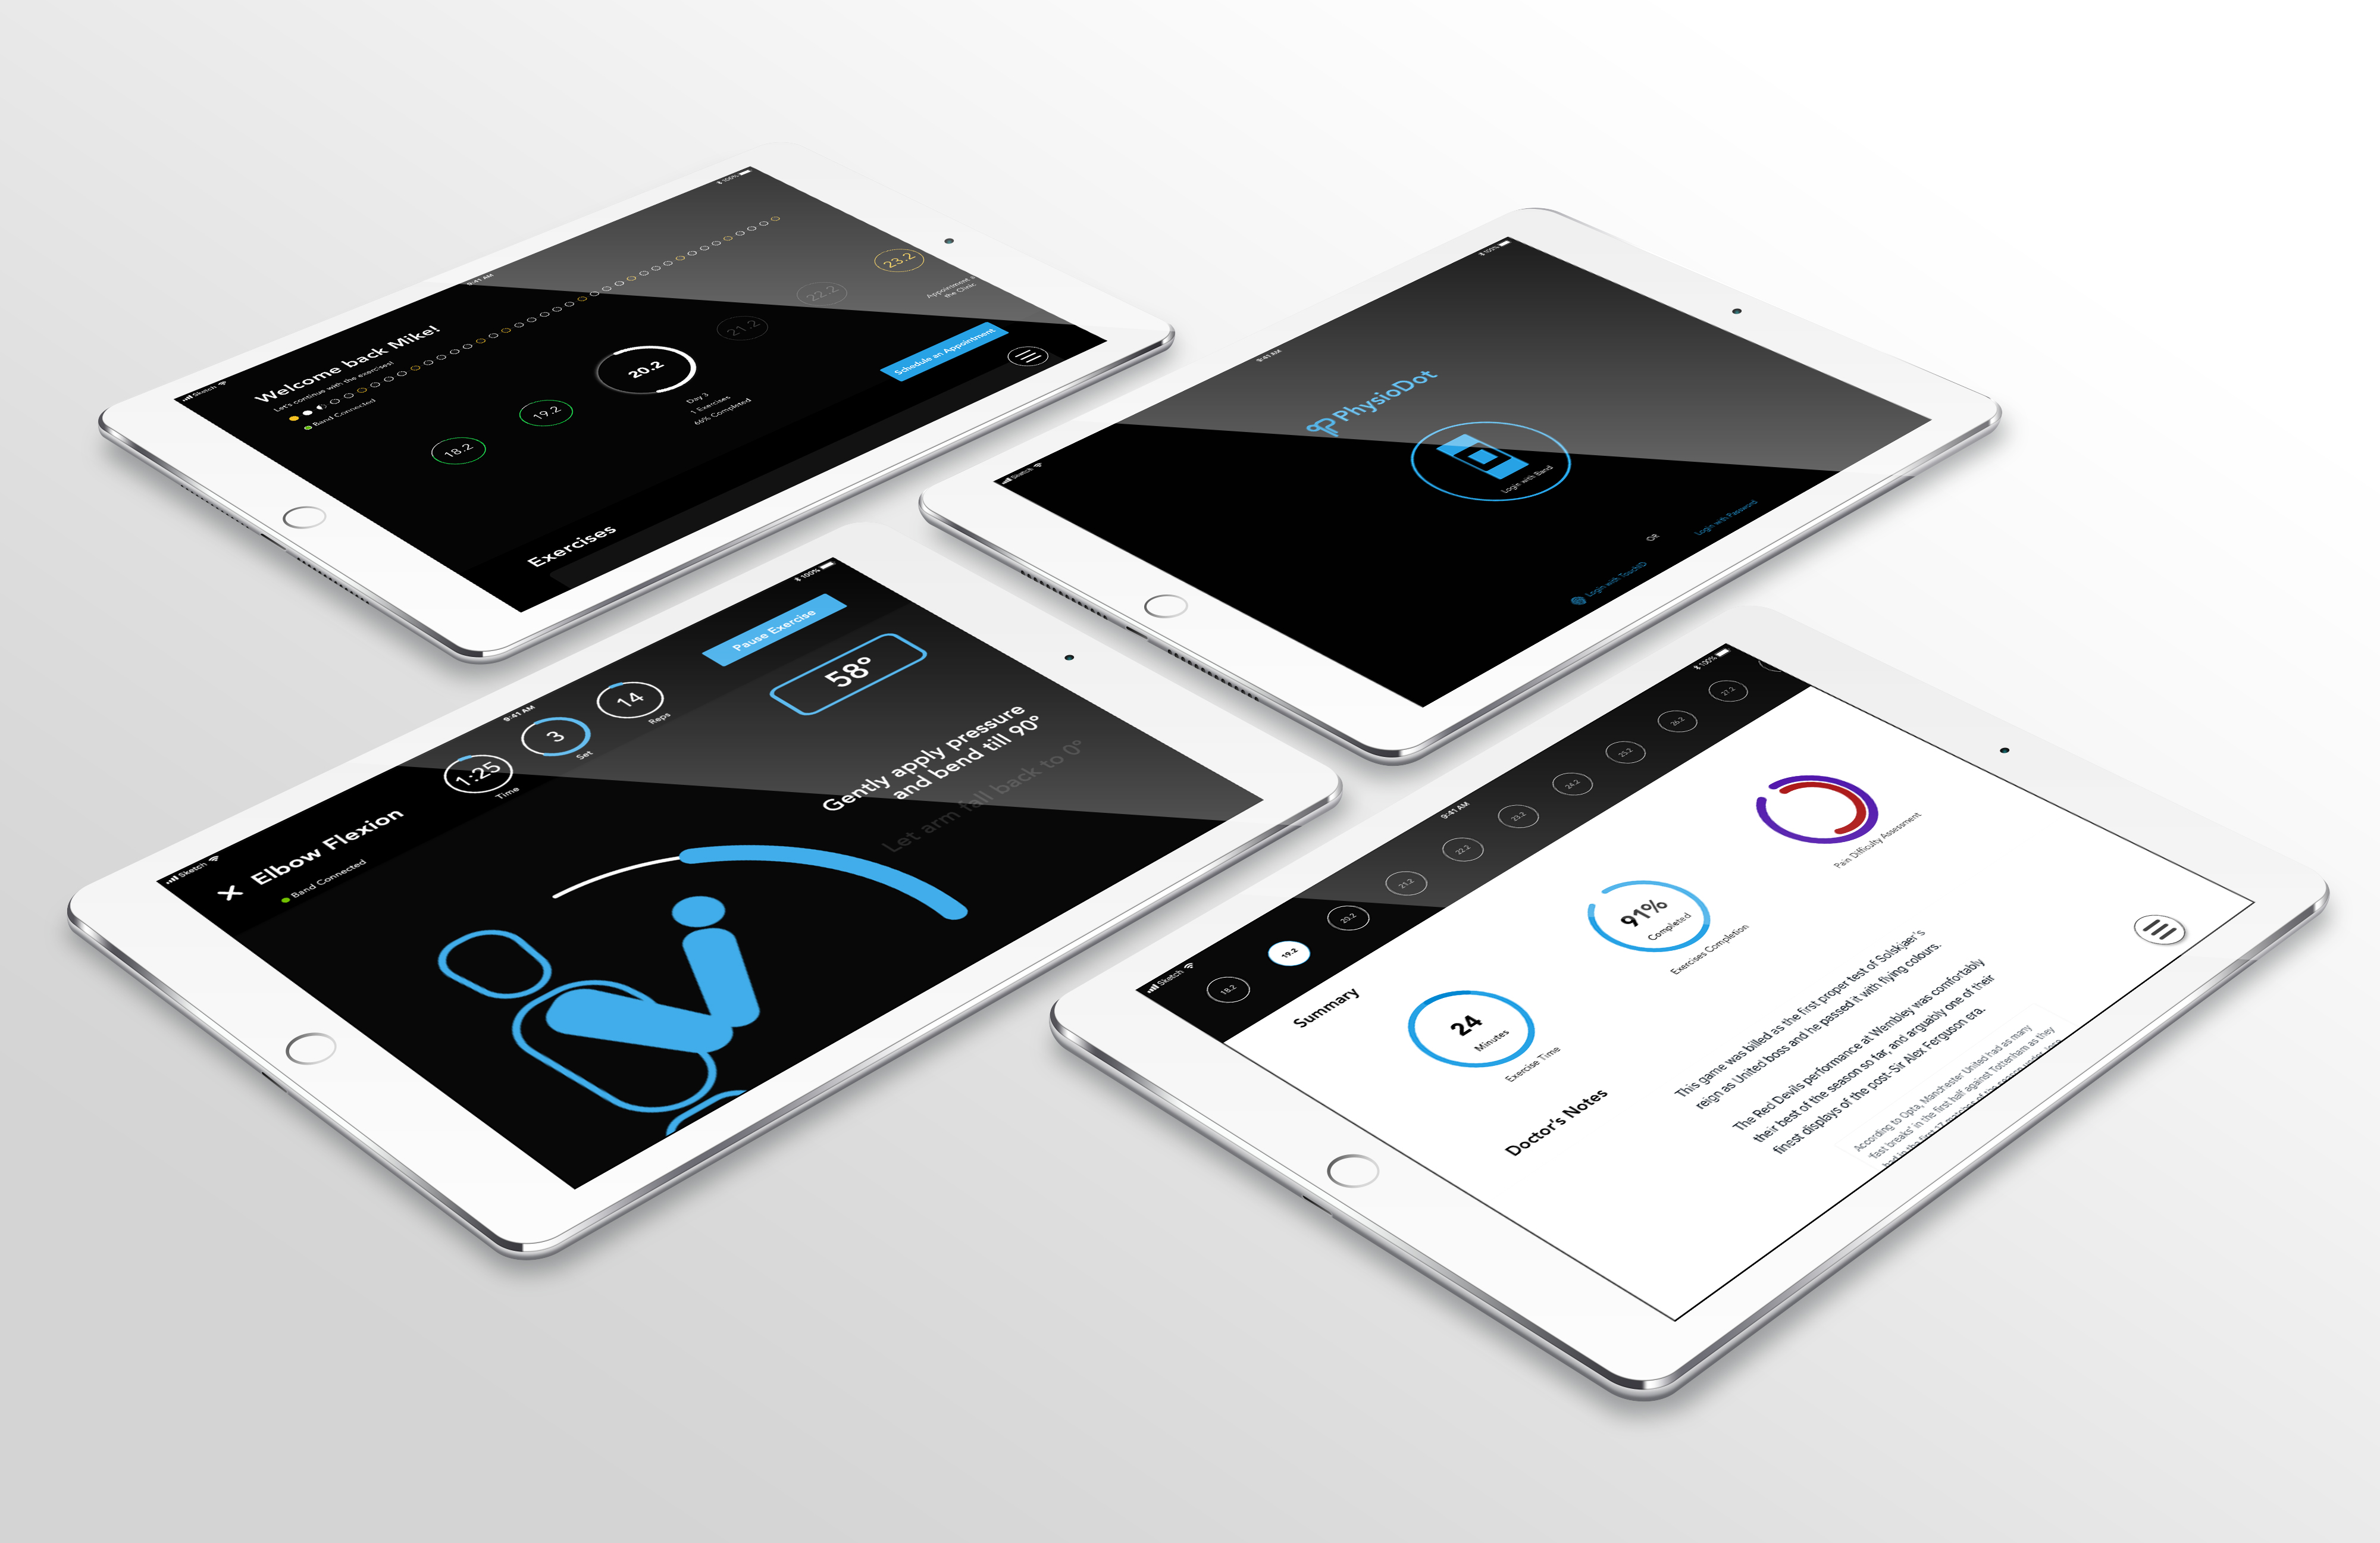 Sketch
9:41 AM
100%
Welcome back Mike!
Let's continue with the exercises!
Band Connected
18.2
19.2
20.2
21.2
22.2
23.2
Day 3
1 Exercises
60% Completed
Appointment
the Clinic
Schedule an Appointment
Exercises
Sketch
9:41 AM
100%
PhysioDot
Login with Band
OR
Login with TouchID
Login with Password
Sketch
9:41 AM
100%
Elbow Flexion
Band Connected
1:25
Time
3
Set
14
Reps
Pause Exercise
58°
Gently apply pressure
and bend till 90°
Let arm fall back to 0°
Sketch
9:41 AM
100%
18.2
19.2
20.2
21.2
22.2
23.2
24.2
25.2
26.2
27.2
Summary
24
Minutes
Exercise Time
91%
Completed
Exercises Completion
Pain Difficulty Assessment
Doctor's Notes
This game was billed as the first proper test of Solskjaer's
reign as United boss and he passed it with flying colours.
The Red Devils performance at Wembley was comfortably
their best of the season so far, and arguably one of their
finest displays of the post-Sir Alex Ferguson era.
According to Opta, Manchester United had as many
'fast breaks' in the first half against Tottenham as they